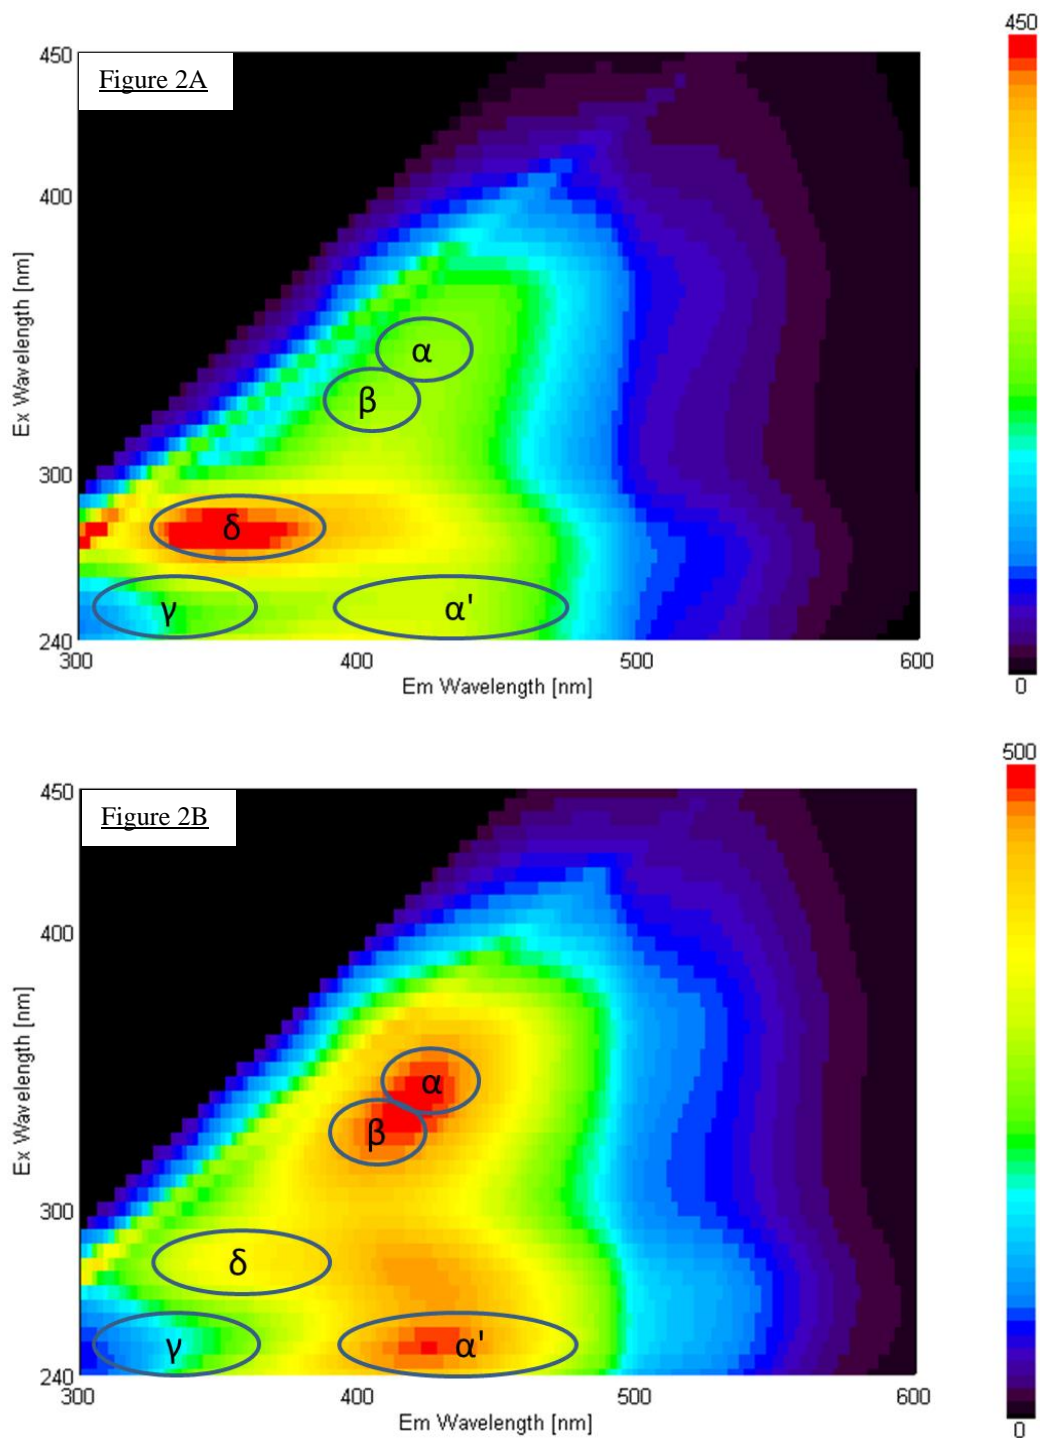 450
450
Figure 2A
400
Ex Wavelength [nm]
α
β
300
δ
γ
α'
240
0
300
400
500
600
Em Wavelength [nm]
500
450
Figure 2B
400
Ex Wavelength [nm]
α
β
300
δ
γ
α'
240
300
400
500
600
0
Em Wavelength [nm]